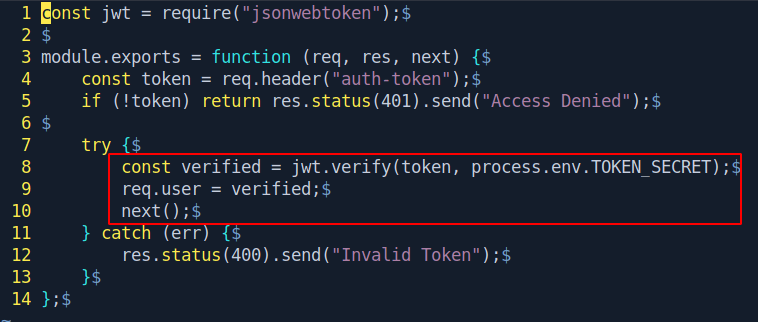 1 const jwt = require("jsonwebtoken");$
2 $
3 module.exports = function (req, res, next) {$
4     const token = req.header("auth-token");$
5     if (!token) return res.status(401).send("Access Denied");$
6 $
7     try {$
8         const verified = jwt.verify(token, process.env.TOKEN_SECRET);$
9         req.user = verified;$
10         next();$
11     } catch (err) {$
12         res.status(400).send("Invalid Token");$
13     }$
14 };$
~